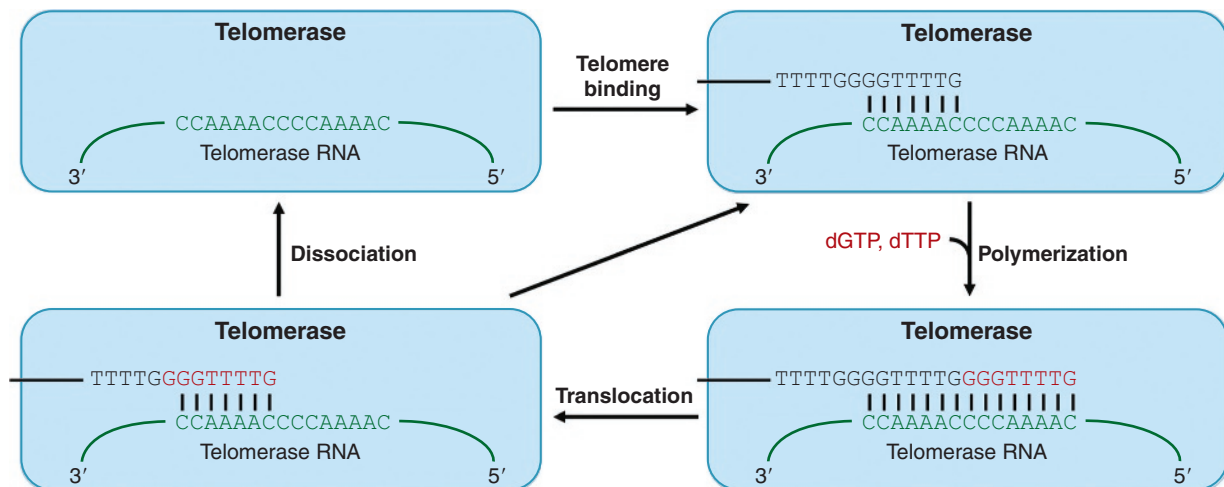 Telomerase
CCAAAACCCCAAAAC
Telomerase RNA
3′
5′
Telomere
binding
Telomerase
TTTTGGGGTTTTG
CCAAAACCCCAAAAC
Telomerase RNA
3′
5′
Dissociation
dGTP, dTTP
Polymerization
Telomerase
TTTTGGGGTTTTG
CCAAAACCCCAAAAC
Telomerase RNA
3′
5′
Translocation
Telomerase
TTTTGGGGTTTTGGGGTTTTG
CCAAAACCCCAAAAC
Telomerase RNA
3′
5′